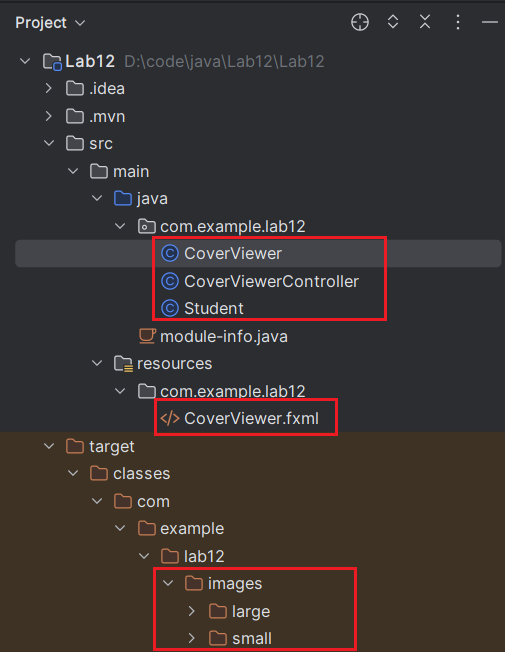 Project
Lab12 D:\code\java\Lab12\Lab12
.idea
.mvn
src
main
java
com.example.lab12
CoverViewer
CoverViewerController
Student
module-info.java
resources
com.example.lab12
CoverViewer.fxml
target
classes
com
example
lab12
images
large
small